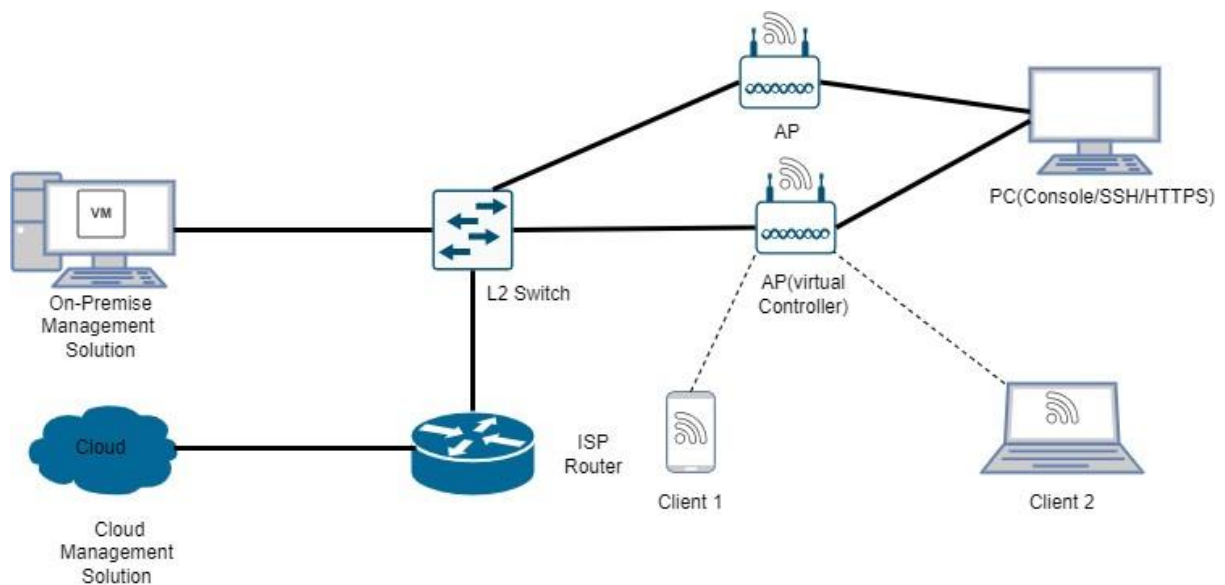 AP
PC(Console/SSH/HTTPS)
VM
On-Premise
Management
Solution
L2 Switch
AP(virtual
Controller)
Cloud
Cloud
Management
Solution
ISP
Router
Client 1
Client 2